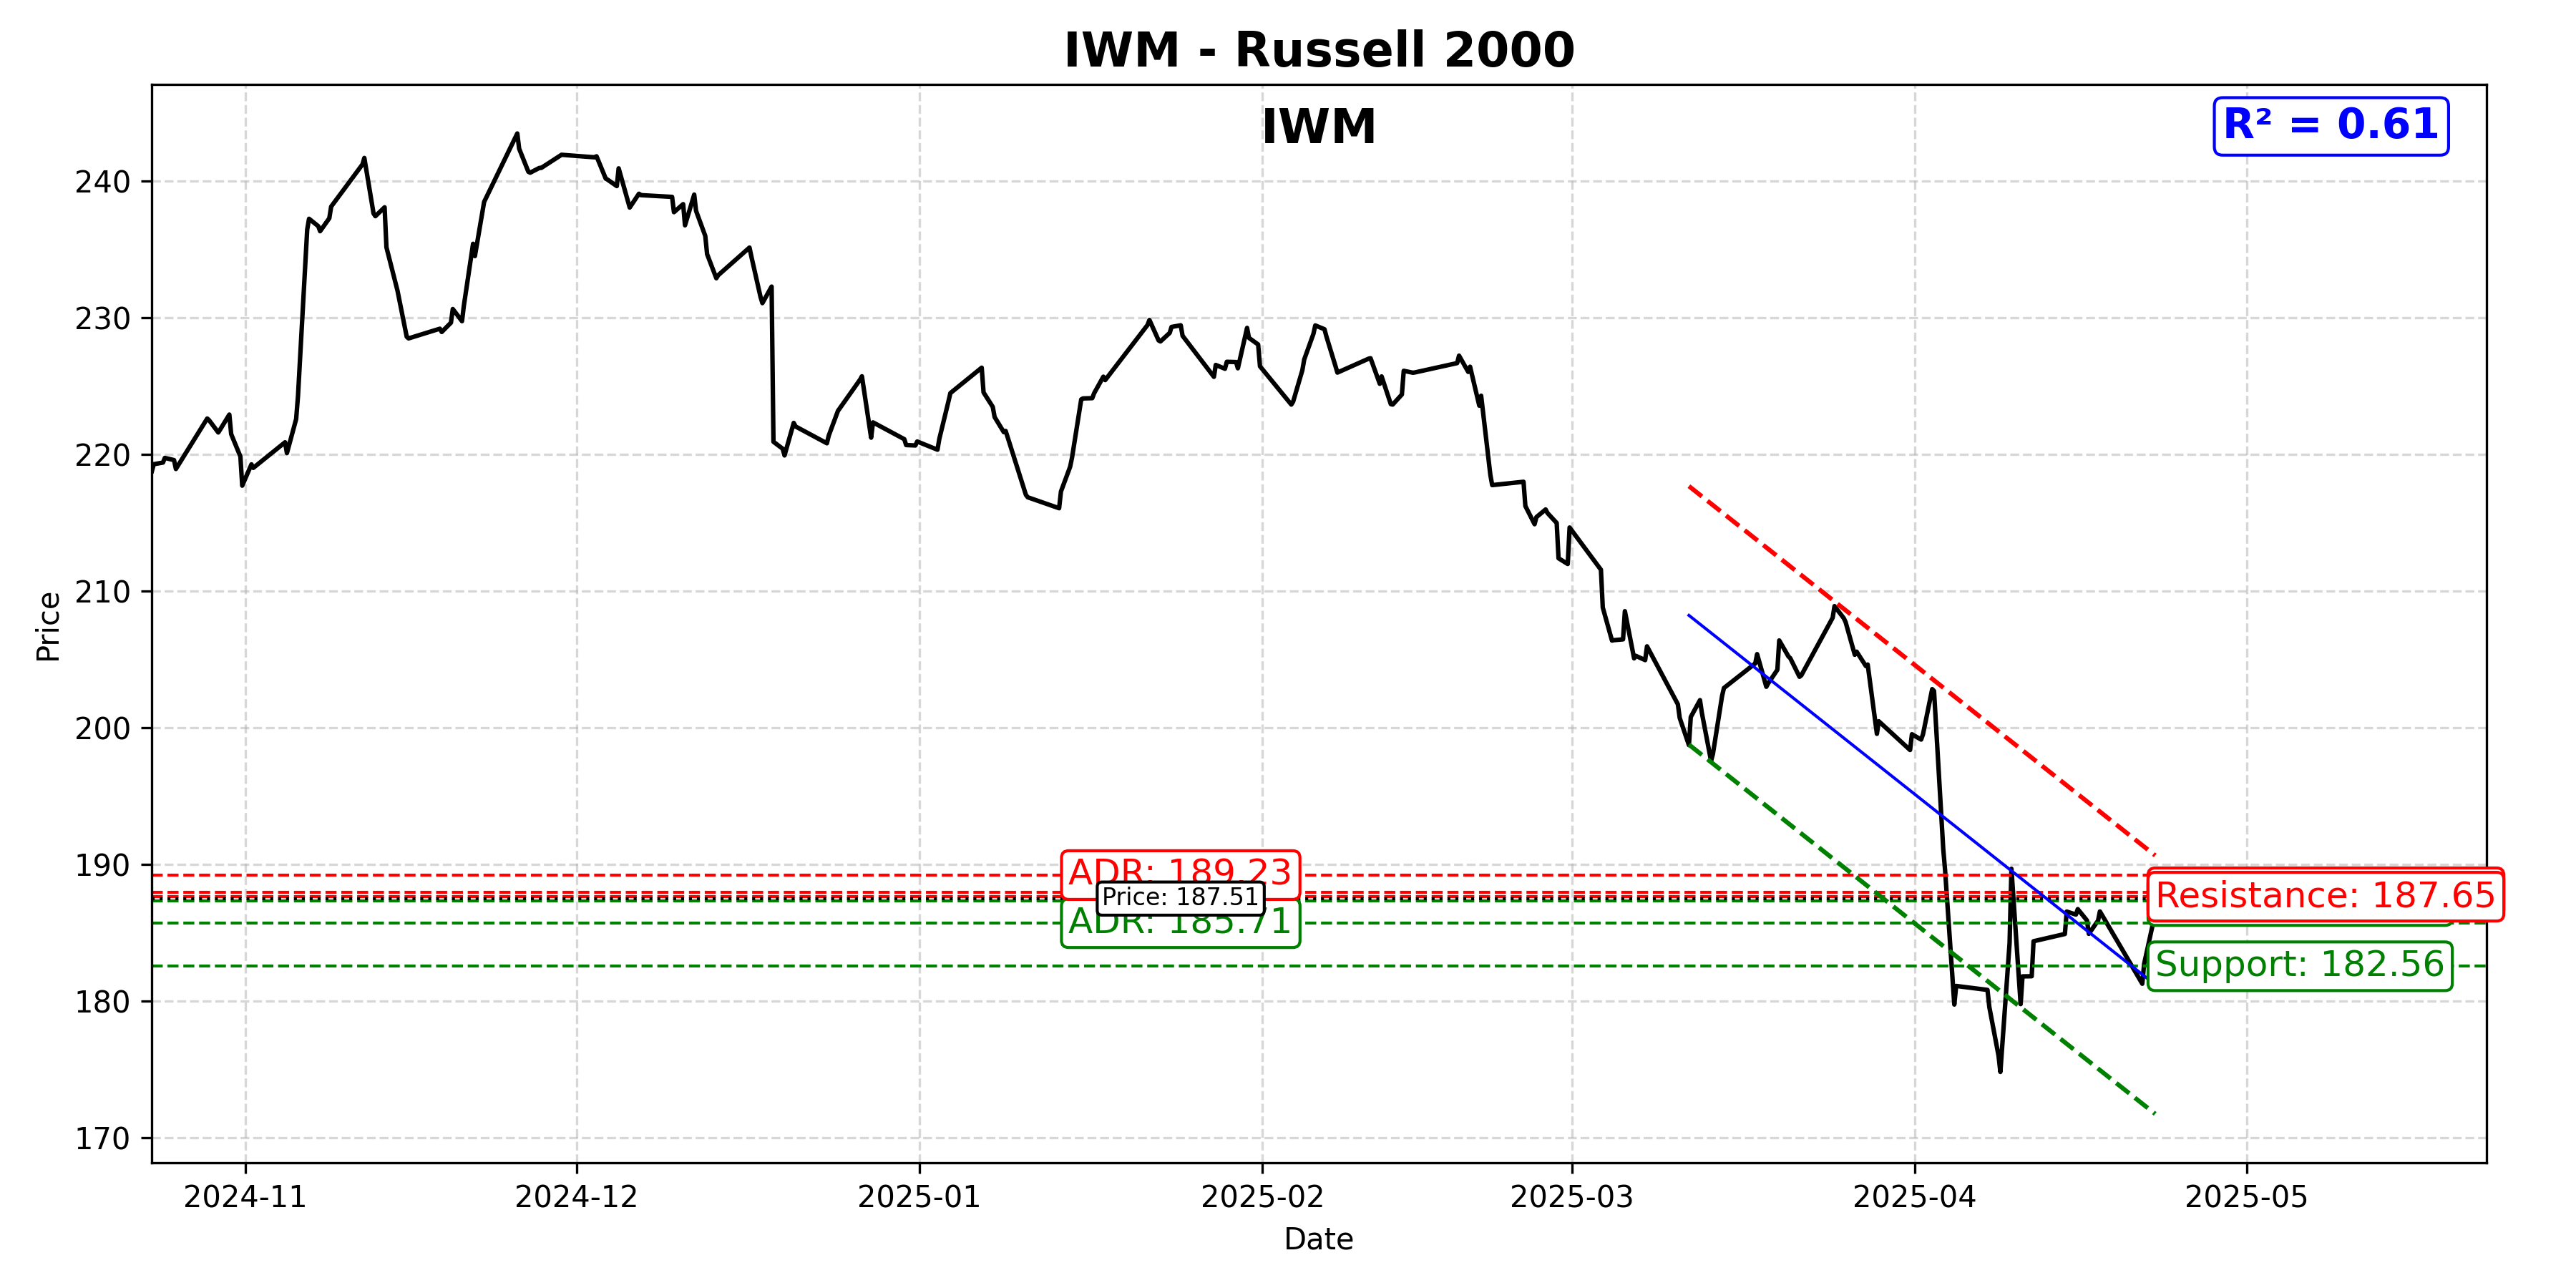 IWM - Russell 2000
IWM
R² = 0.61
240
230
220
210
200
190
180
170
Price
ADR: 189.23
Price: 187.51
ADR: 185.71
Resistance: 187.65
Support: 182.56
2024-11
2024-12
2025-01
2025-02
2025-03
2025-04
2025-05
Date